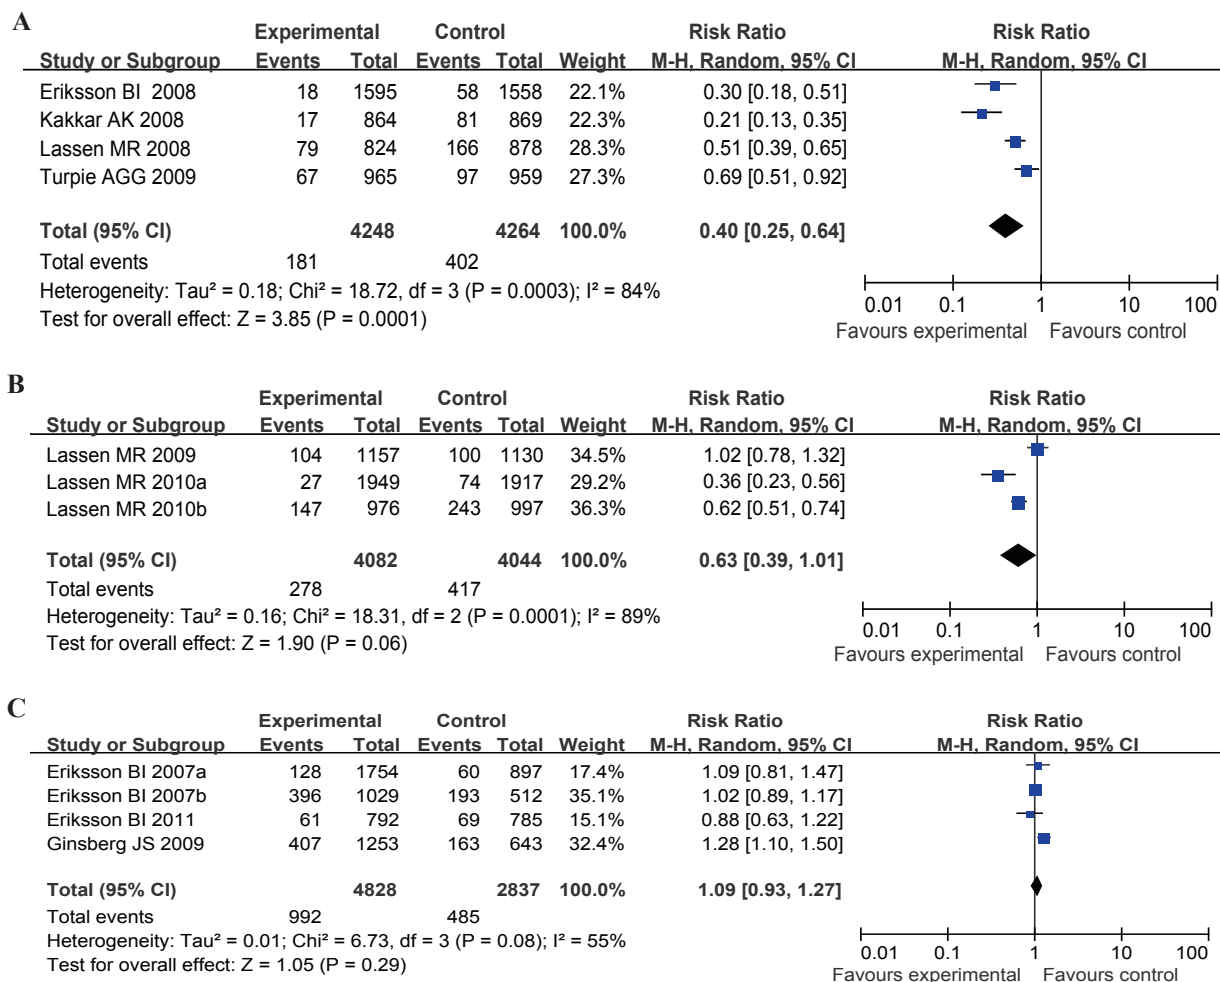 A
Experimental Control Risk Ratio Risk Ratio
Study or Subgroup Events Total Events Total Weight M-H, Random, 95% CI M-H, Random, 95% CI
Eriksson BI 2008 18 1595 58 1558 22.1% 0.30 [0.18, 0.51]
Kakkar AK 2008 17 864 81 869 22.3% 0.21 [0.13, 0.35]
Lassen MR 2008 79 824 166 878 28.3% 0.51 [0.39, 0.65]
Turpie AGG 2009 67 965 97 959 27.3% 0.69 [0.51, 0.92]
Total (95% CI) 4248 4264 100.0% 0.40 [0.25, 0.64]
Total events 181 402
Heterogeneity: Tau² = 0.18; Chi² = 18.72, df = 3 (P = 0.0003); I² = 84%
Test for overall effect: Z = 3.85 (P = 0.0001)
0.01 0.1 1 10 100
Favours experimental Favours control
B
Experimental Control Risk Ratio Risk Ratio
Study or Subgroup Events Total Events Total Weight M-H, Random, 95% CI M-H, Random, 95% CI
Lassen MR 2009 104 1157 100 1130 34.5% 1.02 [0.78, 1.32]
Lassen MR 2010a 27 1949 74 1917 29.2% 0.36 [0.23, 0.56]
Lassen MR 2010b 147 976 243 997 36.3% 0.62 [0.51, 0.74]
Total (95% CI) 4082 4044 100.0% 0.63 [0.39, 1.01]
Total events 278 417
Heterogeneity: Tau² = 0.16; Chi² = 18.31, df = 2 (P = 0.0001); I² = 89%
Test for overall effect: Z = 1.90 (P = 0.06)
0.01 0.1 1 10 100
Favours experimental Favours control
C
Experimental Control Risk Ratio Risk Ratio
Study or Subgroup Events Total Events Total Weight M-H, Random, 95% CI M-H, Random, 95% CI
Eriksson BI 2007a 128 1754 60 897 17.4% 1.09 [0.81, 1.47]
Eriksson BI 2007b 396 1029 193 512 35.1% 1.02 [0.89, 1.17]
Eriksson BI 2011 61 792 69 785 15.1% 0.88 [0.63, 1.22]
Ginsberg JS 2009 407 1253 163 643 32.4% 1.28 [1.10, 1.50]
Total (95% CI) 4828 2837 100.0% 1.09 [0.93, 1.27]
Total events 992 485
Heterogeneity: Tau² = 0.01; Chi² = 6.73, df = 3 (P = 0.08); I² = 55%
Test for overall effect: Z = 1.05 (P = 0.29)
0.01 0.1 1 10 100
Favours experimental Favours control